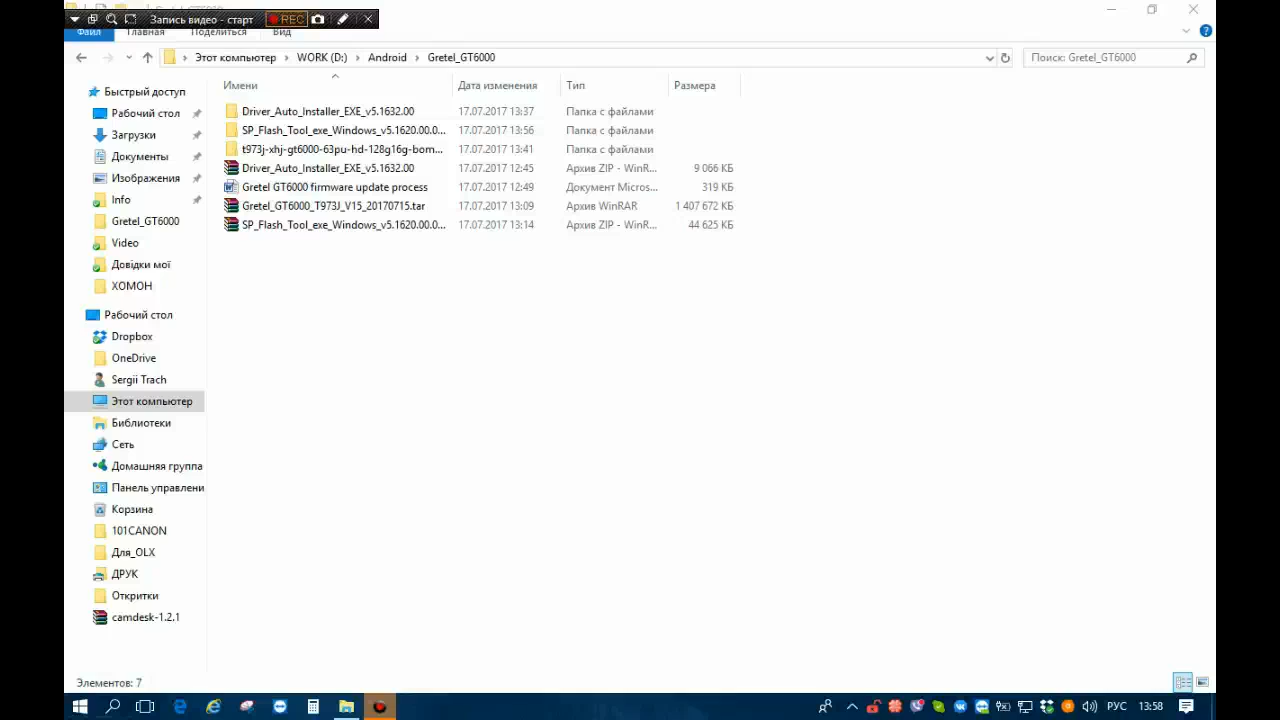 Запись видео - старт REC
Файл Главная Поделиться Вид
Этот компьютер › WORK (D:) › Android › Gretel_GT6000
Поиск: Gretel_GT6000
Имени Дата изменения Тип Размера
Driver_Auto_Installer_EXE_v5.1632.00 17.07.2017 13:37 Папка с файлами
SP_Flash_Tool_exe_Windows_v5.1620.00.0... 17.07.2017 13:56 Папка с файлами
t973j-xhj-gt6000-63pu-hd-128g16g-bom... 17.07.2017 13:41 Папка с файлами
Driver_Auto_Installer_EXE_v5.1632.00 17.07.2017 12:45 Архив ZIP - WinR... 9 066 КБ
Gretel GT6000 firmware update process 17.07.2017 12:49 Документ Micros... 319 КБ
Gretel_GT6000_T973J_V15_20170715.tar 17.07.2017 13:09 Архив WinRAR 1 407 672 КБ
SP_Flash_Tool_exe_Windows_v5.1620.00.0... 17.07.2017 13:14 Архив ZIP - WinR... 44 625 КБ
Быстрый доступ
Рабочий стол
Загрузки
Документы
Изображения
Info
Gretel_GT6000
Video
Довідки мої
ХОМОН
Рабочий стол
Dropbox
OneDrive
Sergii Trach
Этот компьютер
Библиотеки
Сеть
Домашняя группа
Панель управлени
Корзина
101CANON
Для_OLX
ДРУК
Откритки
camdesk-1.2.1
Элементов: 7
РУС 13:58